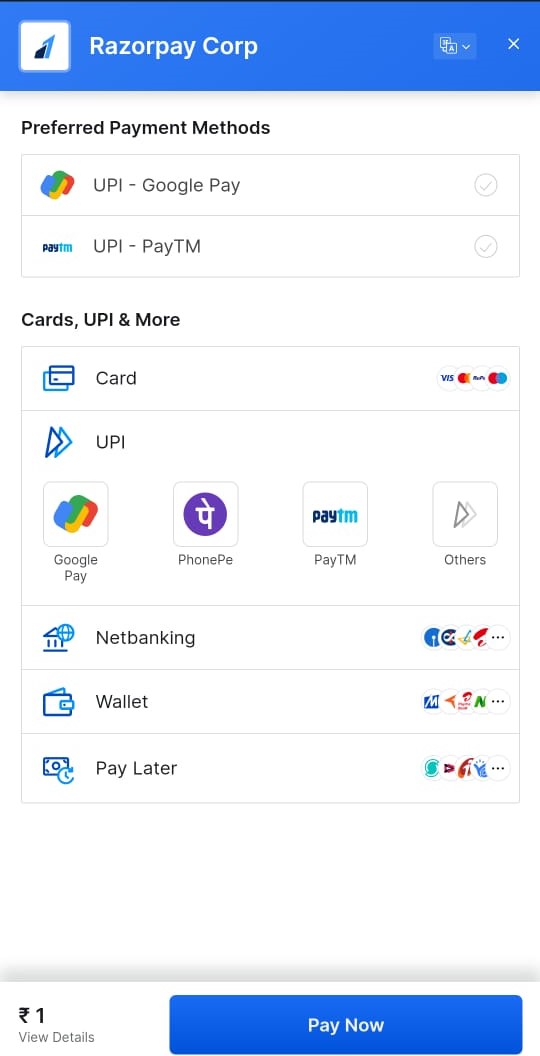 Razorpay Corp
Preferred Payment Methods
UPI - Google Pay
paytm
UPI - PayTM
Cards, UPI & More
Card
VISA
RuPay
UPI
पे
paytm
Google
Pay
PhonePe
PayTM
Others
Netbanking
Wallet
Pay Later
₹ 1
View Details
Pay Now